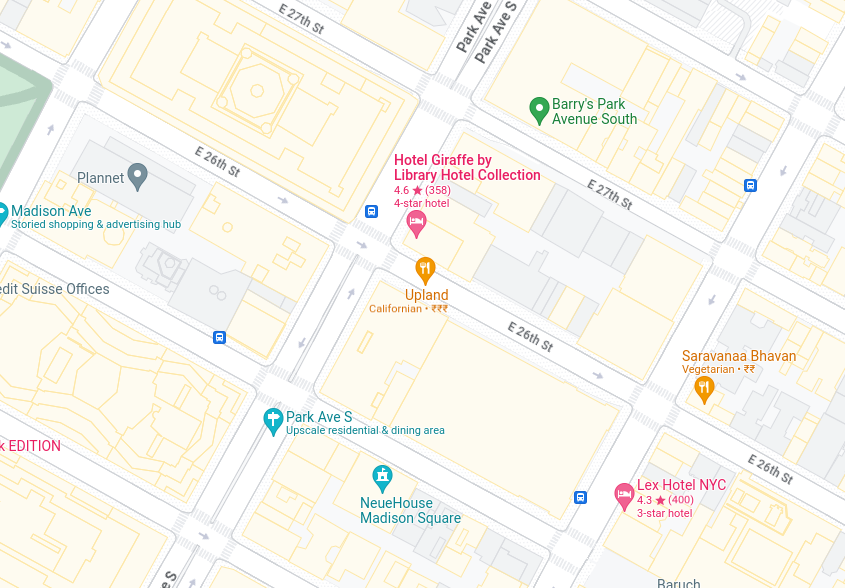 E 27th St
Park Ave
Park Ave S
Barry's Park
Avenue South
E 26th St
Hotel Giraffe by
Library Hotel Collection
4.6 ★ (358)
4-star hotel
Plannet
E 27th St
Madison Ave
Storied shopping & advertising hub
edit Suisse Offices
Upland
Californian • ₹₹₹
E 26th St
Saravanaa Bhavan
Vegetarian • ₹₹
Park Ave S
Upscale residential & dining area
k EDITION
E 26th St
Lex Hotel NYC
4.3 ★ (400)
3-star hotel
NeueHouse
Madison Square
e S
Baruch